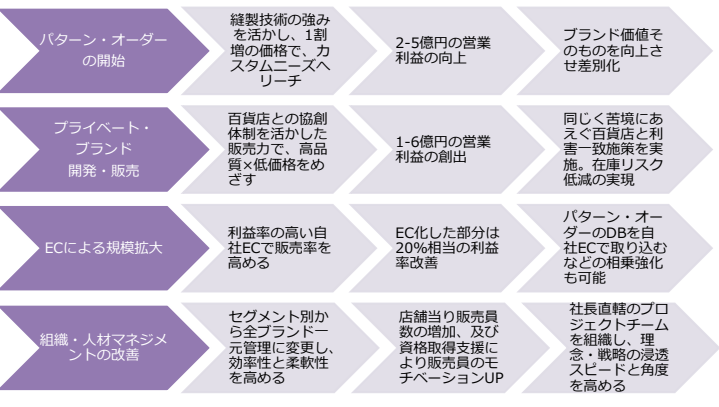 パターン・オーダー
の開始
縫製技術の強み
を活かし、1割
増の価格で、カ
スタムニーズへ
リーチ
2-5億円の営業
利益の向上
ブランド価値そ
のものを向上さ
せ差別化
プライベート・
ブランド
開発・販売
百貨店との協創
体制を活かした
販売力で、高品
質×低価格をめ
ざす
1-6億円の営業
利益の創出
同じく苦境にあ
えぐ百貨店と利
害一致施策を実
施。在庫リスク
低減の実現
ECによる規模拡大
利益率の高い自
社ECで販売率を
高める
EC化した部分は
20%相当の利益
率改善
パターン・オー
ダーのDBを自
社ECで取り込む
などの相乗強化
も可能
組織・人材マネジメ
ントの改善
セグメント別か
ら全ブランド一
元管理に変更し、
効率性と柔軟性
を高める
店舗当り販売員
数の増加、及び
資格取得支援に
より販売員のモ
チベーションUP
社長直轄のプロ
ジェクトチーム
を組織し、理
念・戦略の浸透
スピードと角度
を高める